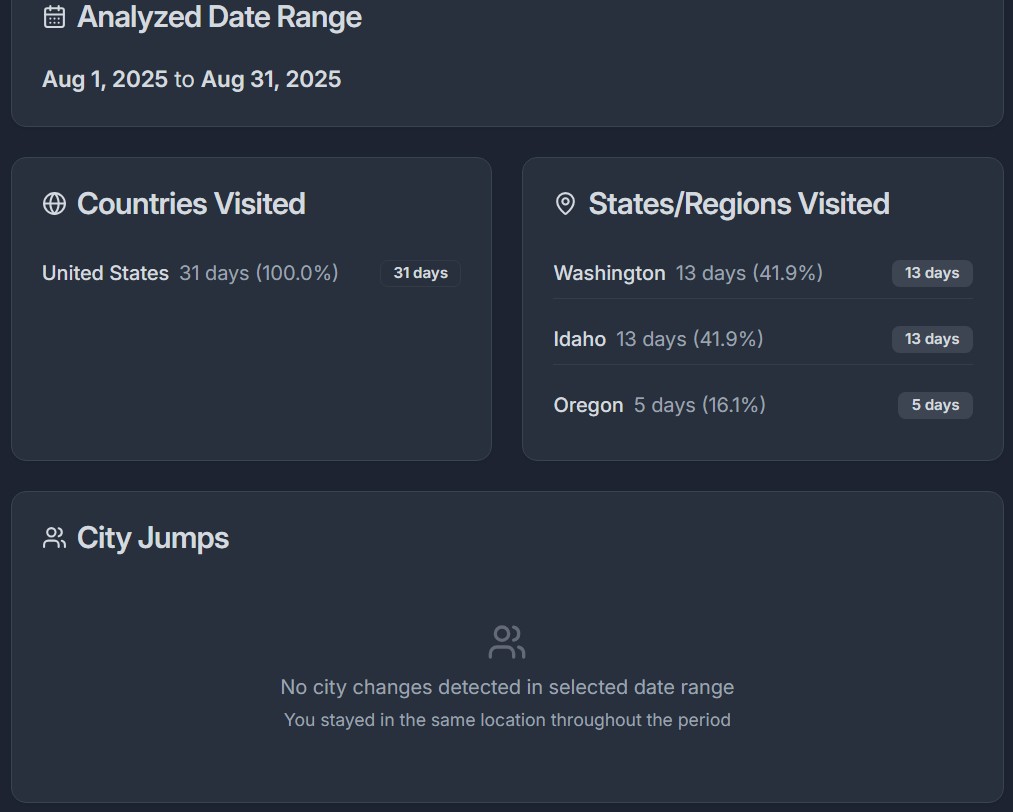 Analyzed Date Range
Aug 1, 2025 to Aug 31, 2025
Countries Visited
United States 31 days (100.0%) 31 days
States/Regions Visited
Washington 13 days (41.9%) 13 days
Idaho 13 days (41.9%) 13 days
Oregon 5 days (16.1%) 5 days
City Jumps
No city changes detected in selected date range
You stayed in the same location throughout the period